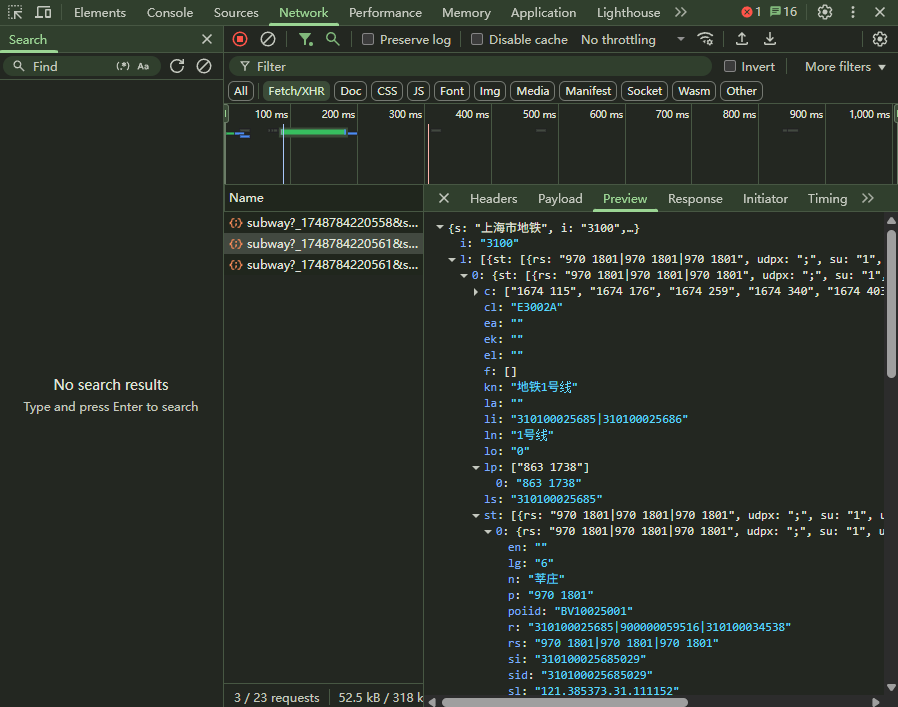 Elements Console Sources Network Performance Memory Application Lighthouse 1 16
Search
Preserve log Disable cache No throttling
Find (.*) Aa
Filter Invert More filters
All Fetch/XHR Doc CSS JS Font Img Media Manifest Socket Wasm Other
100 ms 200 ms 300 ms 400 ms 500 ms 600 ms 700 ms 800 ms 900 ms 1,000 ms
Name
Headers Payload Preview Response Initiator Timing
subway?_1748784220558&s...
subway?_1748784220561&s...
subway?_1748784220561&s...
No search results
Type and press Enter to search
{s: "上海市地铁", i: "3100",…}
i: "3100"
l: [{st: [{rs: "970 1801|970 1801|970 1801", udpx: ";", su: "1",
0: {st: [{rs: "970 1801|970 1801|970 1801", udpx: ";", su: "1",
c: ["1674 115", "1674 176", "1674 259", "1674 340", "1674 403
cl: "E3002A"
ea: ""
ek: ""
el: ""
f: []
kn: "地铁1号线"
la: ""
li: "310100025685|310100025686"
ln: "1号线"
lo: "0"
lp: ["863 1738"]
0: "863 1738"
ls: "310100025685"
st: [{rs: "970 1801|970 1801|970 1801", udpx: ";", su: "1", u
0: {rs: "970 1801|970 1801|970 1801", udpx: ";", su: "1", u
en: ""
lg: "6"
n: "莘庄"
p: "970 1801"
poiid: "BV10025001"
r: "310100025685|900000059516|310100034538"
rs: "970 1801|970 1801|970 1801"
si: "310100025685029"
sid: "310100025685029"
sl: "121.385373,31.111152"
3 / 23 requests 52.5 kB / 318 k